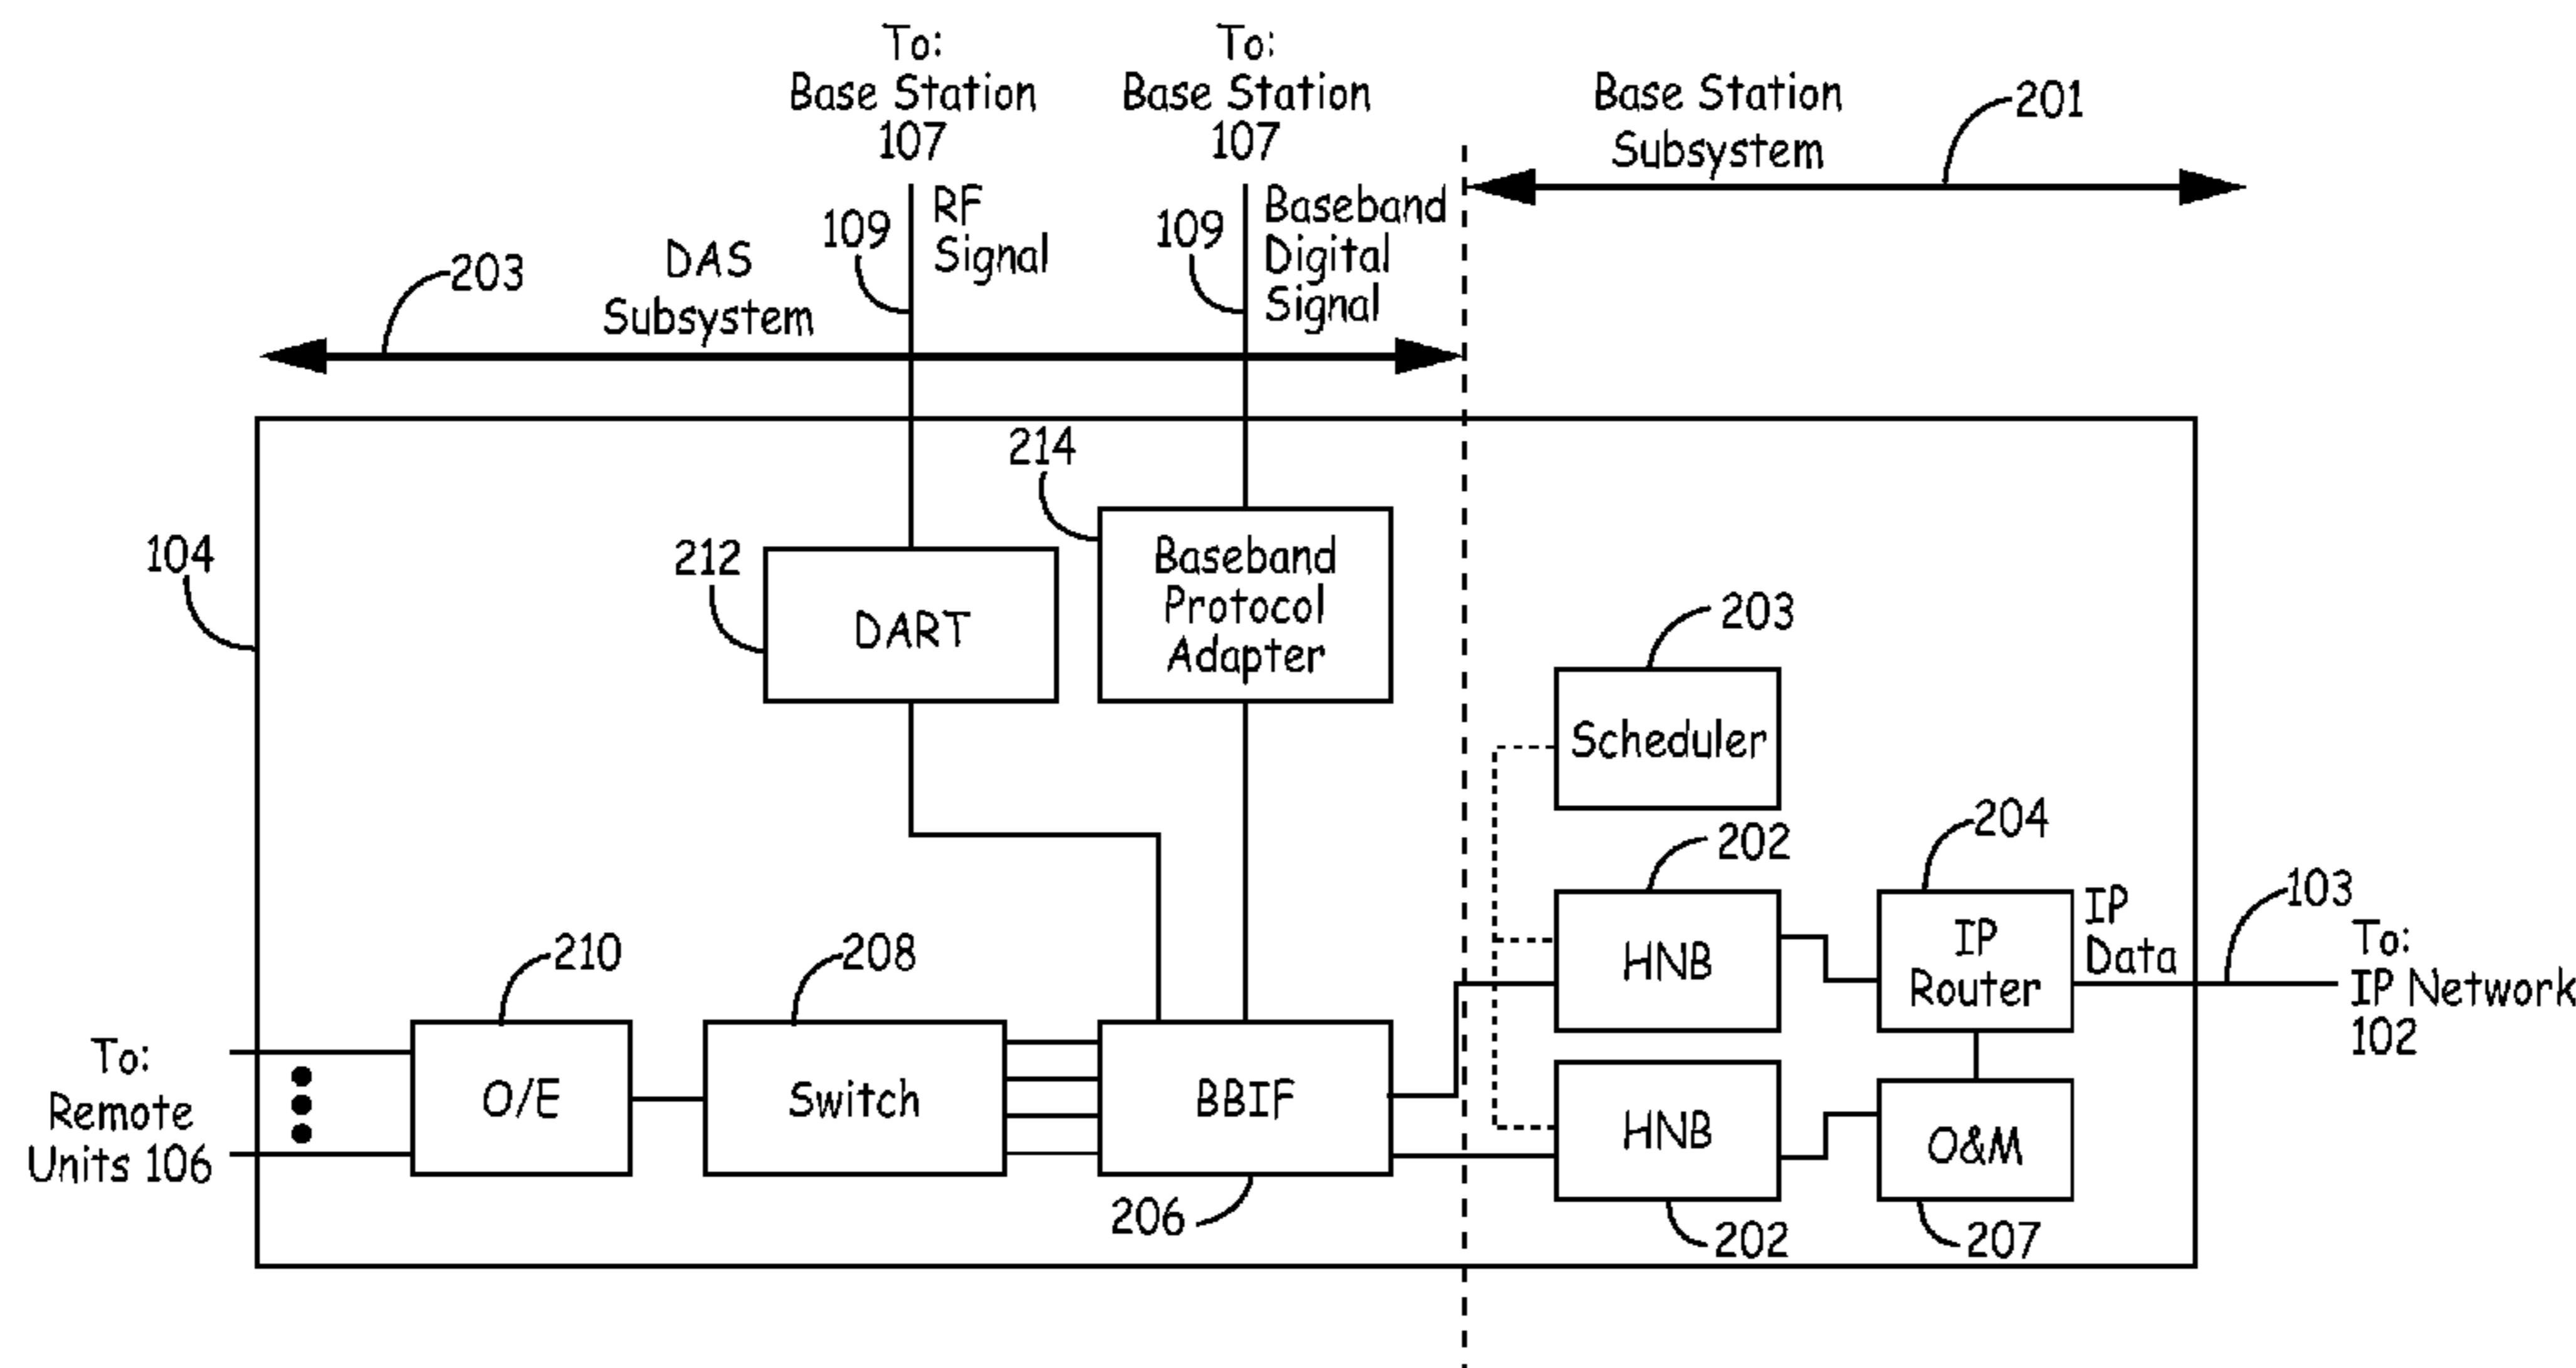 To:
Base Station
107
To:
Base Station
107
Base Station
Subsystem
201
RF
Signal
109
Baseband
Digital
Signal
109
DAS
Subsystem
203
104
212
DART
214
Baseband
Protocol
Adapter
203
Scheduler
202
HNB
204
IP
Router
IP
Data
103
To:
IP Network
102
To:
Remote
Units 106
210
O/E
208
Switch
BBIF
206
HNB
202
O&M
207